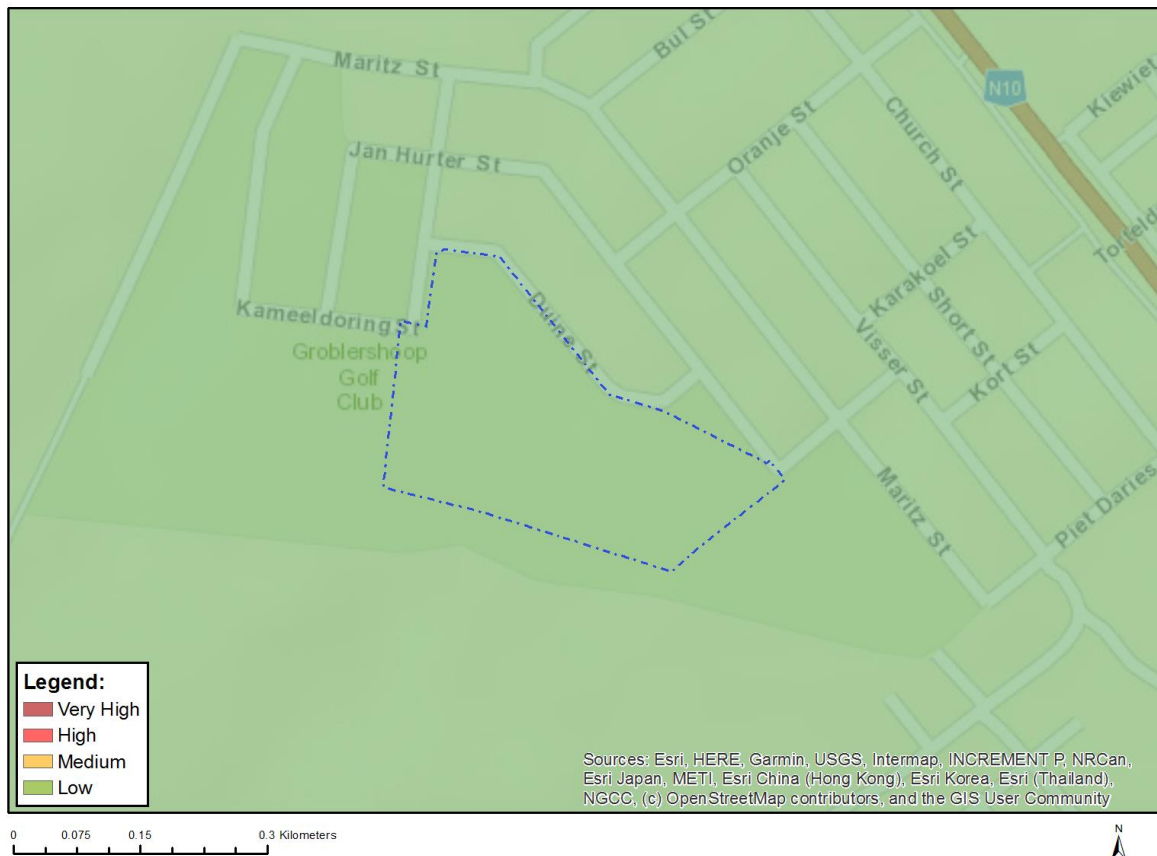 Maritz St
Bul St
N10
Kiewiet
Jan Hurter St
Oranje St
Church St
Karakoel St
Short St
Kameeldoring St
Groblershoop
Golf
Club
Visser St
Kort St
Maritz St
Piet Daries
Legend:
Very High
High
Medium
Low
Sources: Esri, HERE, Garmin, USGS, Intermap, INCREMENT P, NRCan,
Esri Japan, METI, Esri China (Hong Kong), Esri Korea, Esri (Thailand),
NGCC, (c) OpenStreetMap contributors, and the GIS User Community
0 0.075 0.15 0.3 Kilometers
N